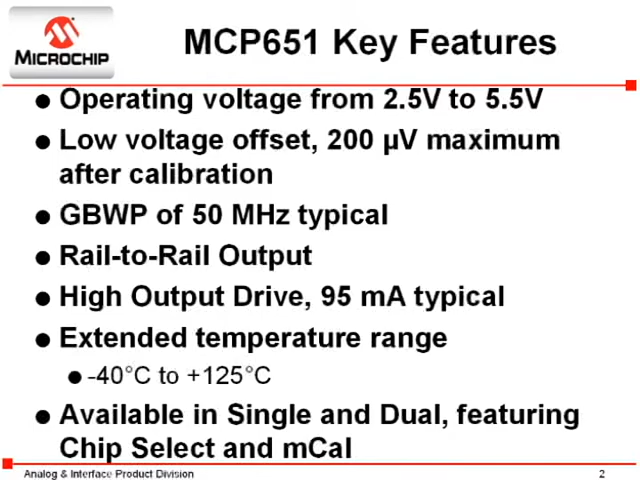 MICROCHIP
MCP651 Key Features
● Operating voltage from 2.5V to 5.5V
● Low voltage offset, 200 µV maximum
after calibration
● GBWP of 50 MHz typical
● Rail-to-Rail Output
● High Output Drive, 95 mA typical
● Extended temperature range
● -40°C to +125°C
● Available in Single and Dual, featuring
Chip Select and mCal
Analog & Interface Product Division 2